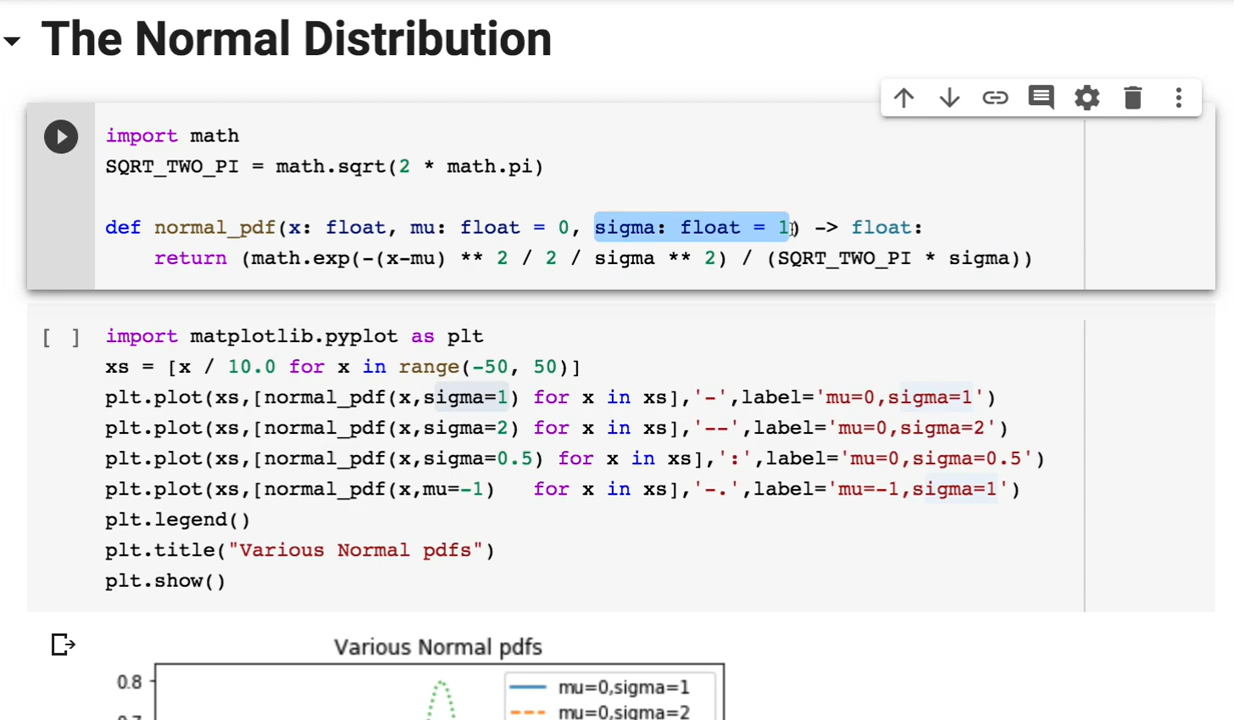 The Normal Distribution
import math
SQRT_TWO_PI = math.sqrt(2 * math.pi)
def normal_pdf(x: float, mu: float = 0, sigma: float = 1) -> float:
    return (math.exp(-(x-mu) ** 2 / 2 / sigma ** 2) / (SQRT_TWO_PI * sigma))
[ ] import matplotlib.pyplot as plt
xs = [x / 10.0 for x in range(-50, 50)]
plt.plot(xs,[normal_pdf(x,sigma=1) for x in xs],'-',label='mu=0,sigma=1')
plt.plot(xs,[normal_pdf(x,sigma=2) for x in xs],'--',label='mu=0,sigma=2')
plt.plot(xs,[normal_pdf(x,sigma=0.5) for x in xs],':',label='mu=0,sigma=0.5')
plt.plot(xs,[normal_pdf(x,mu=-1)   for x in xs],'-.',label='mu=-1,sigma=1')
plt.legend()
plt.title("Various Normal pdfs")
plt.show()
Various Normal pdfs
0.8
mu=0,sigma=1
mu=0,sigma=2